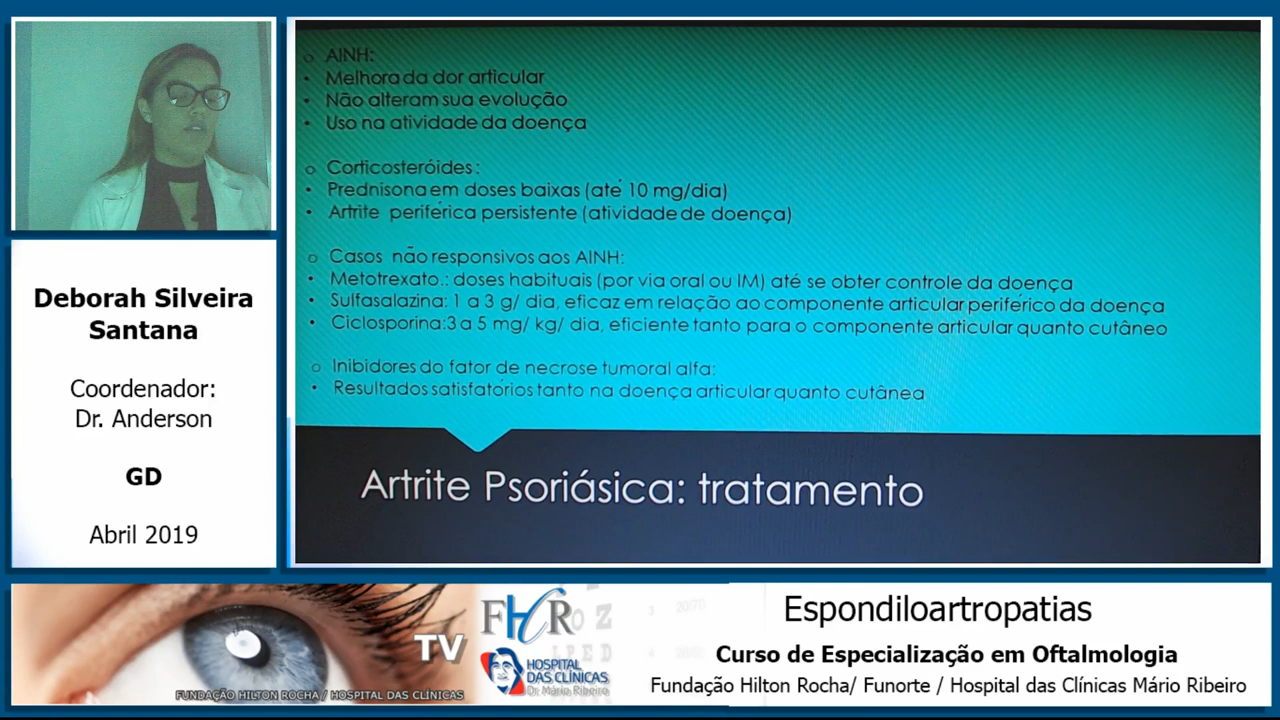 AINH:
Melhora da dor articular
Não alteram sua evolução
Uso na atividade da doença
Corticosteróides:
Prednisona em doses baixas (até 10 mg/dia)
Artrite periférica persistente (atividade de doença)
Casos não responsivos aos AINH:
Metotrexato.: doses habituais (por via oral ou IM) até se obter controle da doença
Sulfasalazina: 1 a 3 g/ dia, eficaz em relação ao componente articular periférico da doença
Ciclosporina:3 a 5 mg/ kg/ dia, eficiente tanto para o componente articular quanto cutâneo
Inibidores do fator de necrose tumoral alfa:
Resultados satisfatórios tanto na doença articular quanto cutânea
Artrite Psoriásica: tratamento
Deborah Silveira
Santana
Coordenador:
Dr. Anderson
GD
Abril 2019
TV
FUNDAÇÃO HILTON ROCHA / HOSPITAL DAS CLÍNICAS
FHR
HOSPITAL
DAS CLÍNICAS
Dr. Mário Ribeiro
Espondiloartropatias
Curso de Especialização em Oftalmologia
Fundação Hilton Rocha/ Funorte / Hospital das Clínicas Mário Ribeiro